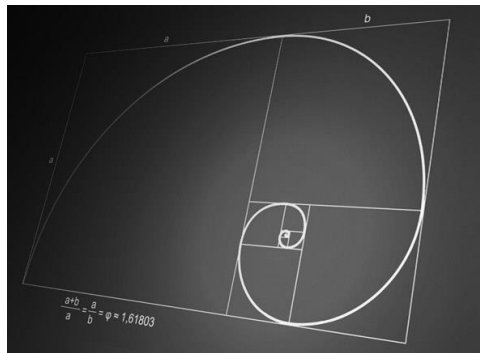 b
a
a
a+b/a = a/b = φ ≈ 1,61803